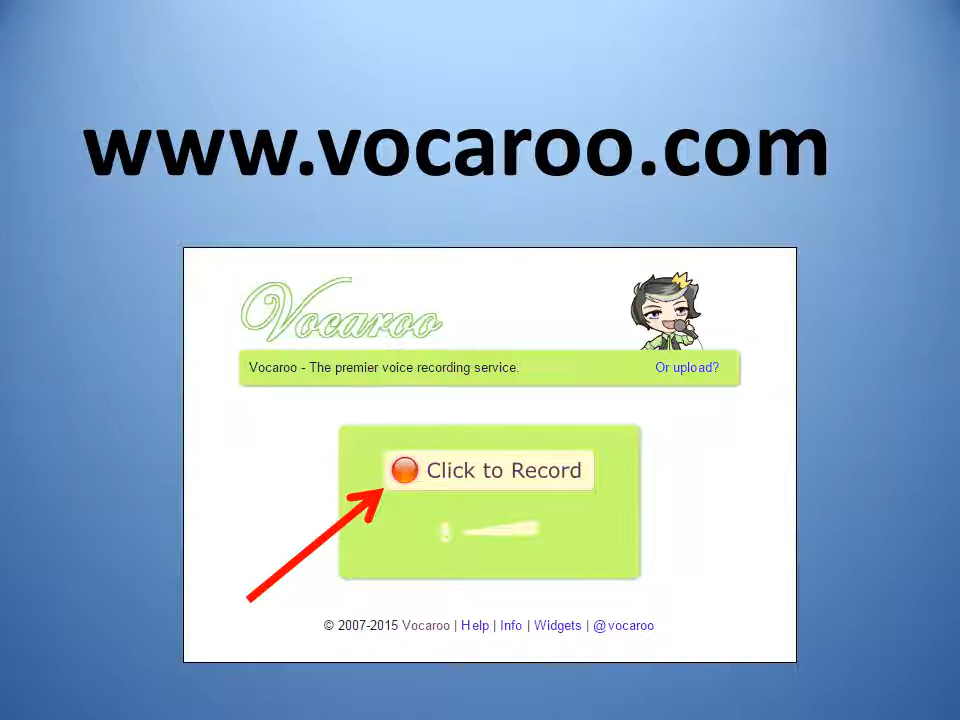 www.vocaroo.com
Vocaroo
Vocaroo - The premier voice recording service. Or upload?
Click to Record
© 2007-2015 Vocaroo | Help | Info | Widgets | @vocaroo